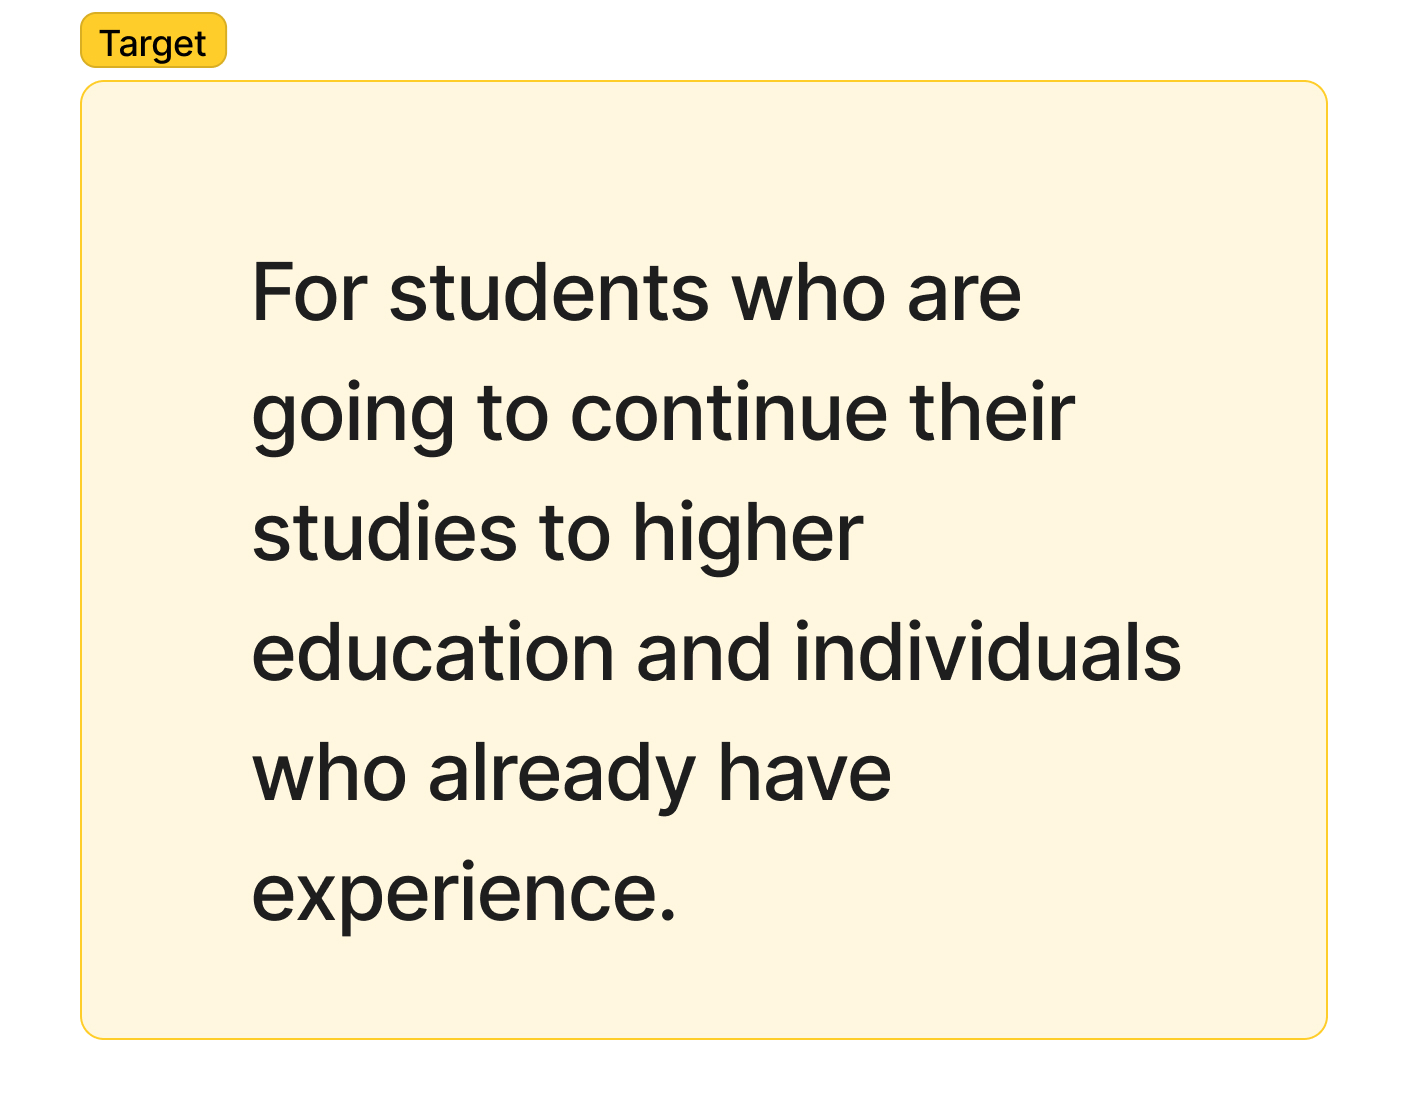 Target
For students who are
going to continue their
studies to higher
education and individuals
who already have
experience.